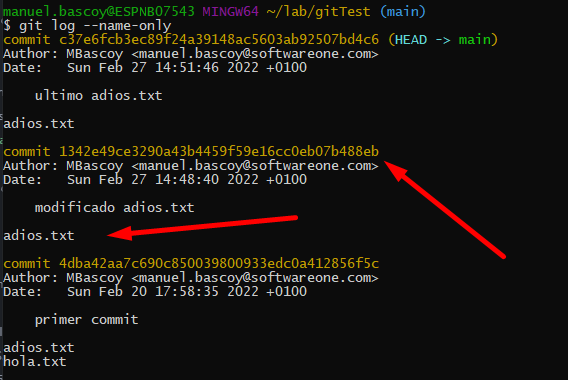 manuel.bascoy@ESPNB07543 MINGW64 ~/lab/gitTest (main)
$ git log --name-only
commit c37e6fcb3ec89f24a39148ac5603ab92507bd4c6 (HEAD -> main)
Author: MBascoy <manuel.bascoy@softwareone.com>
Date:   Sun Feb 27 14:51:46 2022 +0100
ultimo adios.txt
adios.txt
commit 1342e49ce3290a43b4459f59e16cc0eb07b488eb
Author: MBascoy <manuel.bascoy@softwareone.com>
Date:   Sun Feb 27 14:48:40 2022 +0100
modificado adios.txt
adios.txt
commit 4dba42aa7c690c850039800933edc0a412856f5c
Author: MBascoy <manuel.bascoy@softwareone.com>
Date:   Sun Feb 20 17:58:35 2022 +0100
primer commit
adios.txt
hola.txt